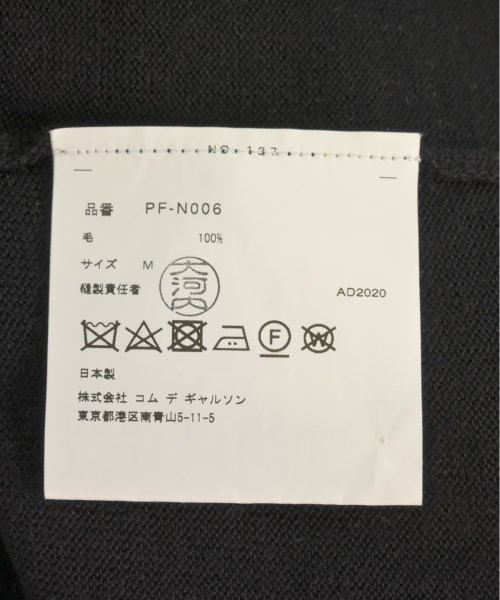 品番 PF-N006
毛 100%
サイズ M
縫製責任者 大河内 AD2020
F W
日本製
株式会社 コム デ ギャルソン
東京都港区南青山5-11-5